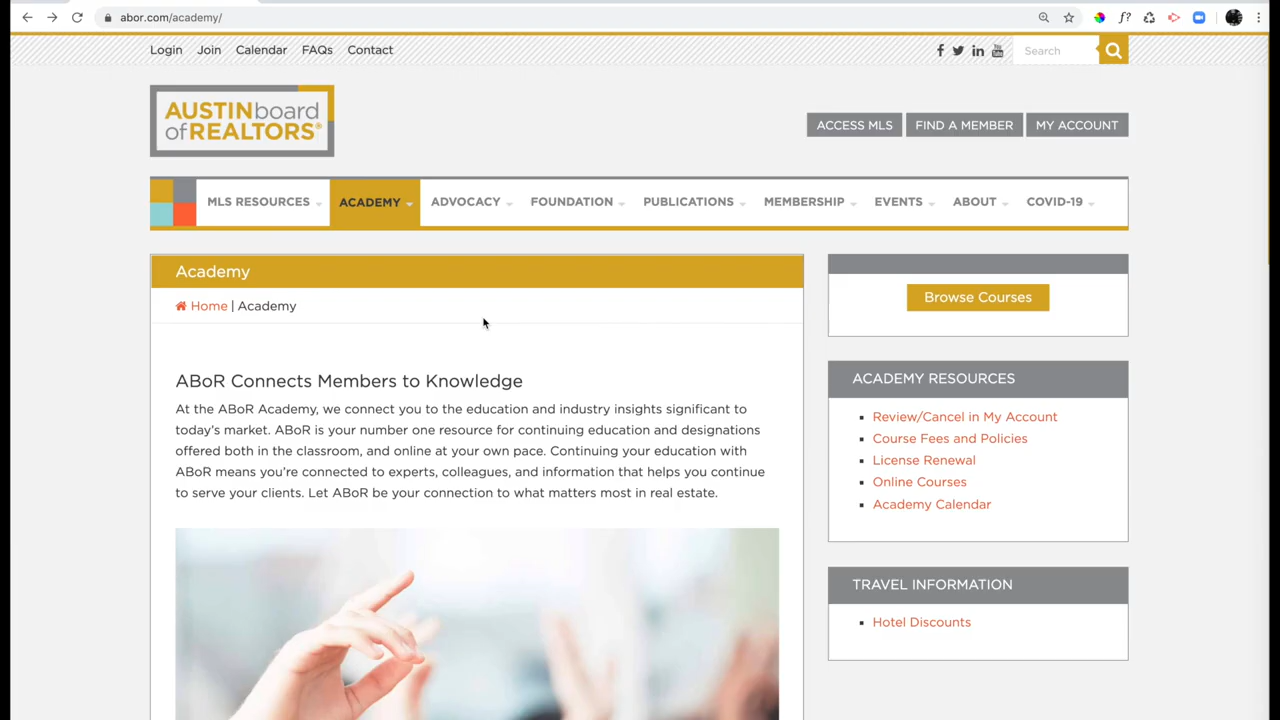 abor.com/academy/
f?
Login Join Calendar FAQs Contact
Search
AUSTINboard
ofREALTORS®
ACCESS MLS FIND A MEMBER MY ACCOUNT
MLS RESOURCES ACADEMY ADVOCACY FOUNDATION PUBLICATIONS MEMBERSHIP EVENTS ABOUT COVID-19
Academy
Home | Academy
Browse Courses
ABoR Connects Members to Knowledge
At the ABoR Academy, we connect you to the education and industry insights significant to
today's market. ABoR is your number one resource for continuing education and designations
offered both in the classroom, and online at your own pace. Continuing your education with
ABoR means you're connected to experts, colleagues, and information that helps you continue
to serve your clients. Let ABoR be your connection to what matters most in real estate.
ACADEMY RESOURCES
Review/Cancel in My Account
Course Fees and Policies
License Renewal
Online Courses
Academy Calendar
TRAVEL INFORMATION
Hotel Discounts